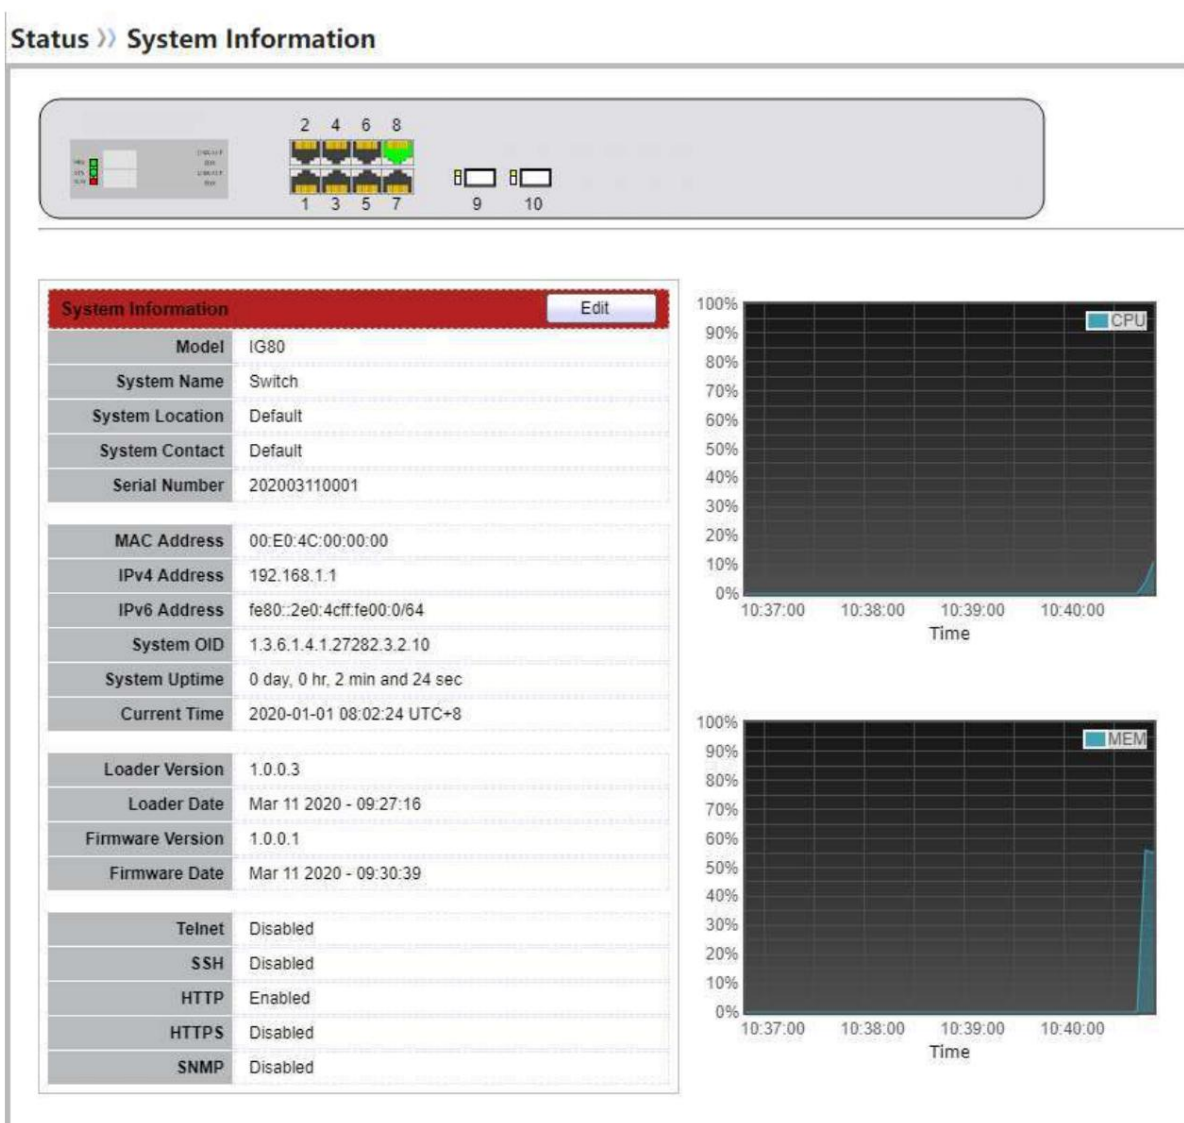 Status » System Information
2 4 6 8
1 3 5 7 9 10
System Information Edit
Model IG80
System Name Switch
System Location Default
System Contact Default
Serial Number 202003110001
MAC Address 00:E0:4C:00:00:00
IPv4 Address 192.168.1.1
IPv6 Address fe80::2e0:4cff:fe00:0/64
System OID 1.3.6.1.4.1.27282.3.2.10
System Uptime 0 day, 0 hr, 2 min and 24 sec
Current Time 2020-01-01 08:02:24 UTC+8
Loader Version 1.0.0.3
Loader Date Mar 11 2020 - 09:27:16
Firmware Version 1.0.0.1
Firmware Date Mar 11 2020 - 09:30:39
Telnet Disabled
SSH Disabled
HTTP Enabled
HTTPS Disabled
SNMP Disabled
100%
CPU
90%
80%
70%
60%
50%
40%
30%
20%
10%
0%
10:37:00 10:38:00 10:39:00 10:40:00
Time
100%
MEM
90%
80%
70%
60%
50%
40%
30%
20%
10%
0%
10:37:00 10:38:00 10:39:00 10:40:00
Time